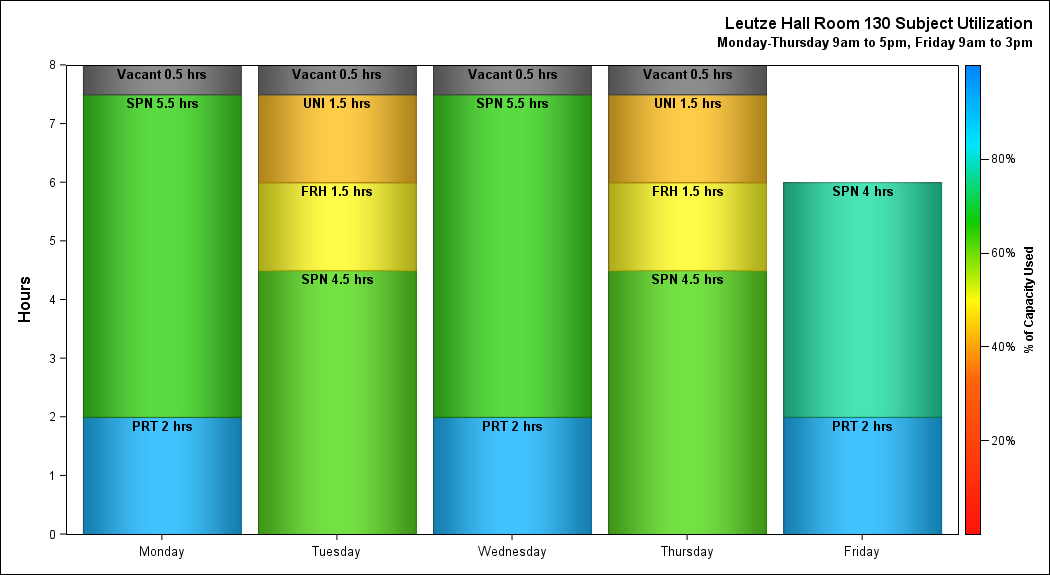 Leutze Hall Room 130 Subject Utilization
Monday-Thursday 9am to 5pm, Friday 9am to 3pm
Hours
8
7
6
5
4
3
2
1
0
Vacant 0.5 hrs
SPN 5.5 hrs
PRT 2 hrs
Vacant 0.5 hrs
UNI 1.5 hrs
FRH 1.5 hrs
SPN 4.5 hrs
Vacant 0.5 hrs
SPN 5.5 hrs
PRT 2 hrs
Vacant 0.5 hrs
UNI 1.5 hrs
FRH 1.5 hrs
SPN 4.5 hrs
SPN 4 hrs
PRT 2 hrs
Monday
Tuesday
Wednesday
Thursday
Friday
80%
60%
40%
20%
% of Capacity Used